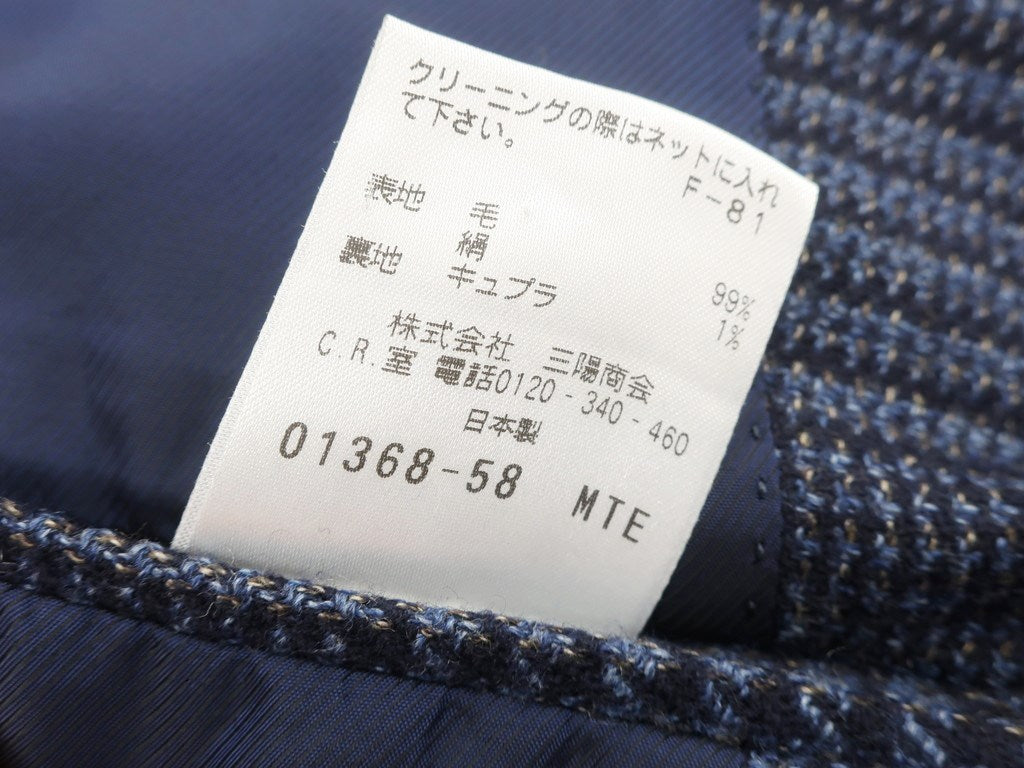 クリーニングの際はネットに入れ
て下さい。 F-81
表地 毛 99%
絹 1%
裏地 キュプラ
株式会社 三陽商会
C.R.室 電話0120-340-460
日本製
01368-58 MTE